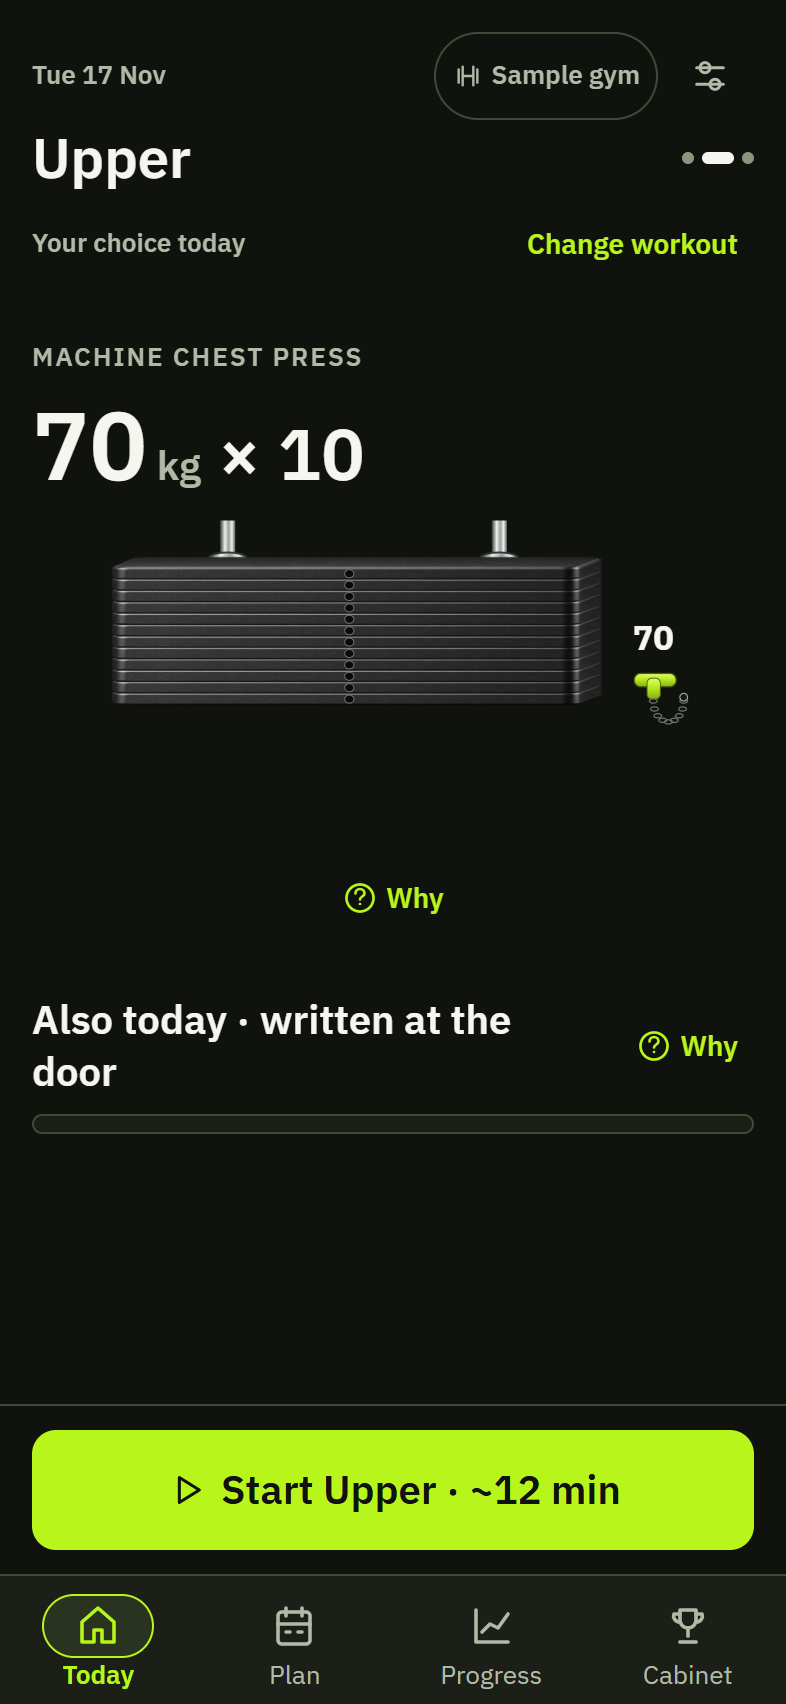 Tue 17 Nov
Sample gym
Upper
Your choice today
Change workout
MACHINE CHEST PRESS
70 kg × 10
70
Why
Also today · written at the
door
Why
Start Upper · ~12 min
Today
Plan
Progress
Cabinet